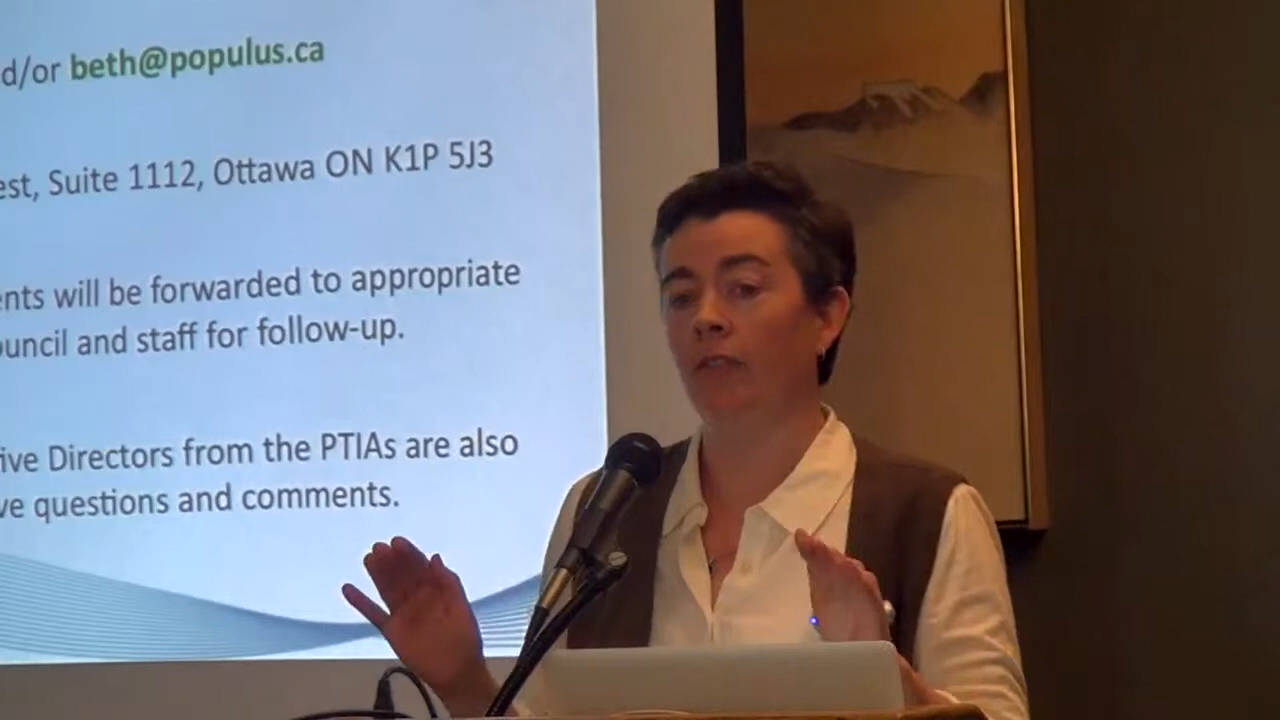 d/or beth@populus.ca
est, Suite 1112, Ottawa ON K1P 5J3
ents will be forwarded to appropriate
ouncil and staff for follow-up.
ive Directors from the PTIAs are also
ve questions and comments.